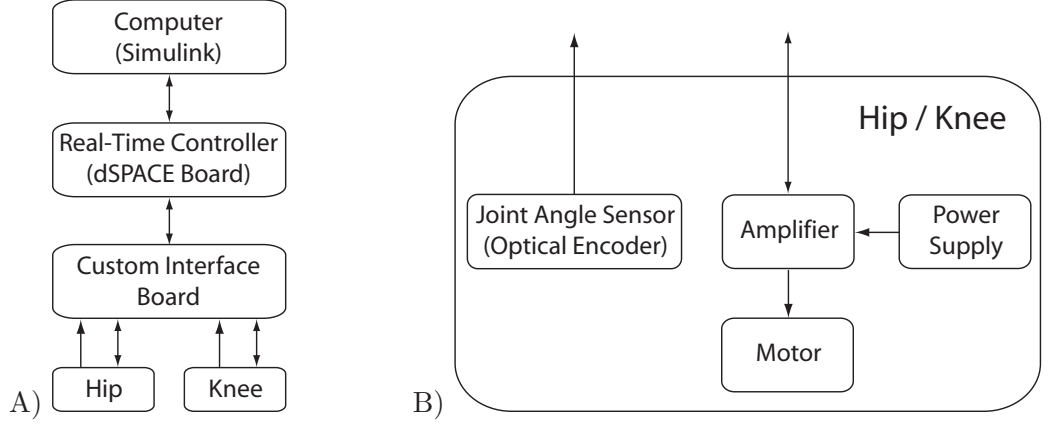 Computer
(Simulink)
Real-Time Controller
(dSPACE Board)
Custom Interface
Board
Hip
Knee
A)
Hip / Knee
Joint Angle Sensor
(Optical Encoder)
Amplifier
Power
Supply
Motor
B)